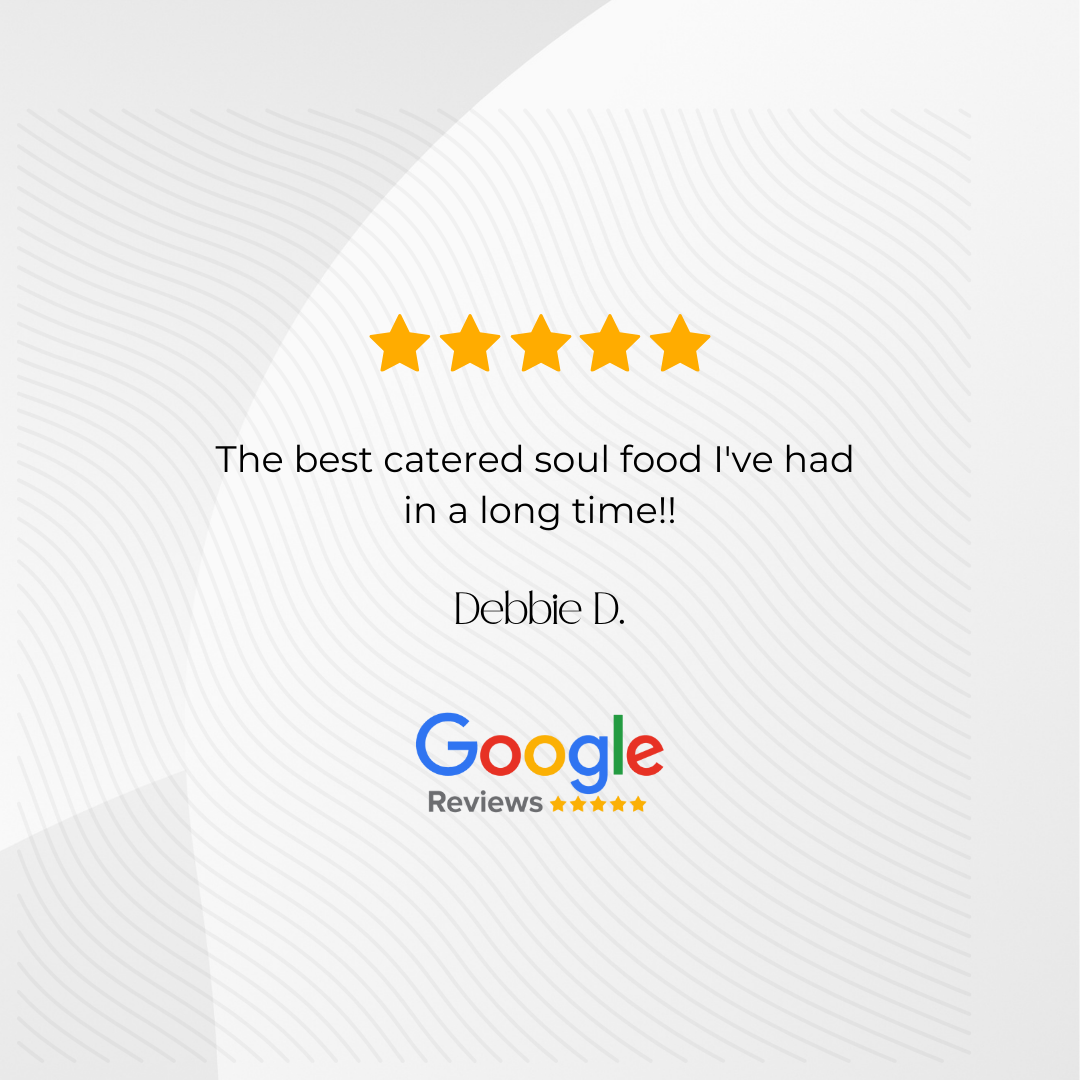 The best catered soul food I've had
in a long time!!
Debbie D.
Google
Reviews